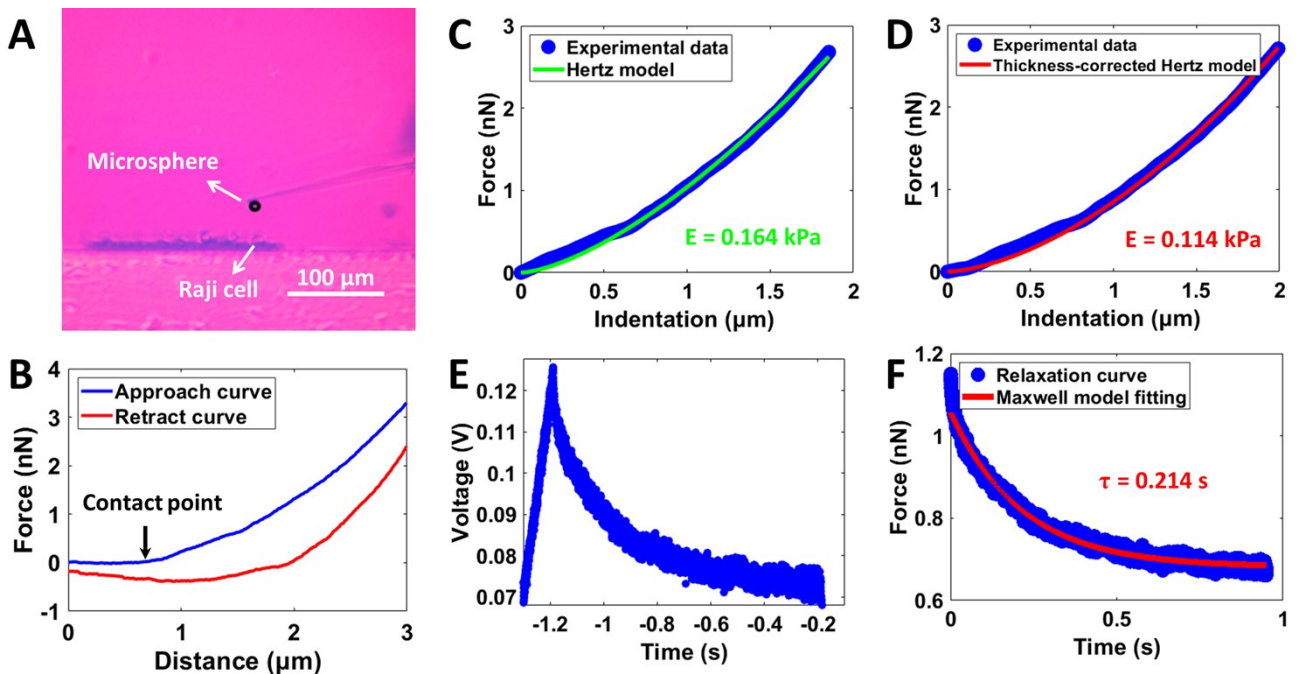 A
Microsphere
Raji cell
100 µm
B
4
3
2
1
0
-1
Force (nN)
Approach curve
Retract curve
Contact point
0
1
2
3
Distance (µm)
C
3
2
1
0
Force (nN)
Experimental data
Hertz model
E = 0.164 kPa
0
0.5
1
1.5
2
Indentation (µm)
D
3
2
1
0
Force (nN)
Experimental data
Thickness-corrected Hertz model
E = 0.114 kPa
0
0.5
1
1.5
2
Indentation (µm)
E
0.12
0.11
0.1
0.09
0.08
0.07
Voltage (V)
-1.2
-1
-0.8
-0.6
-0.4
-0.2
Time (s)
F
1.2
1
0.8
0.6
Force (nN)
Relaxation curve
Maxwell model fitting
τ = 0.214 s
0
0.5
1
Time (s)